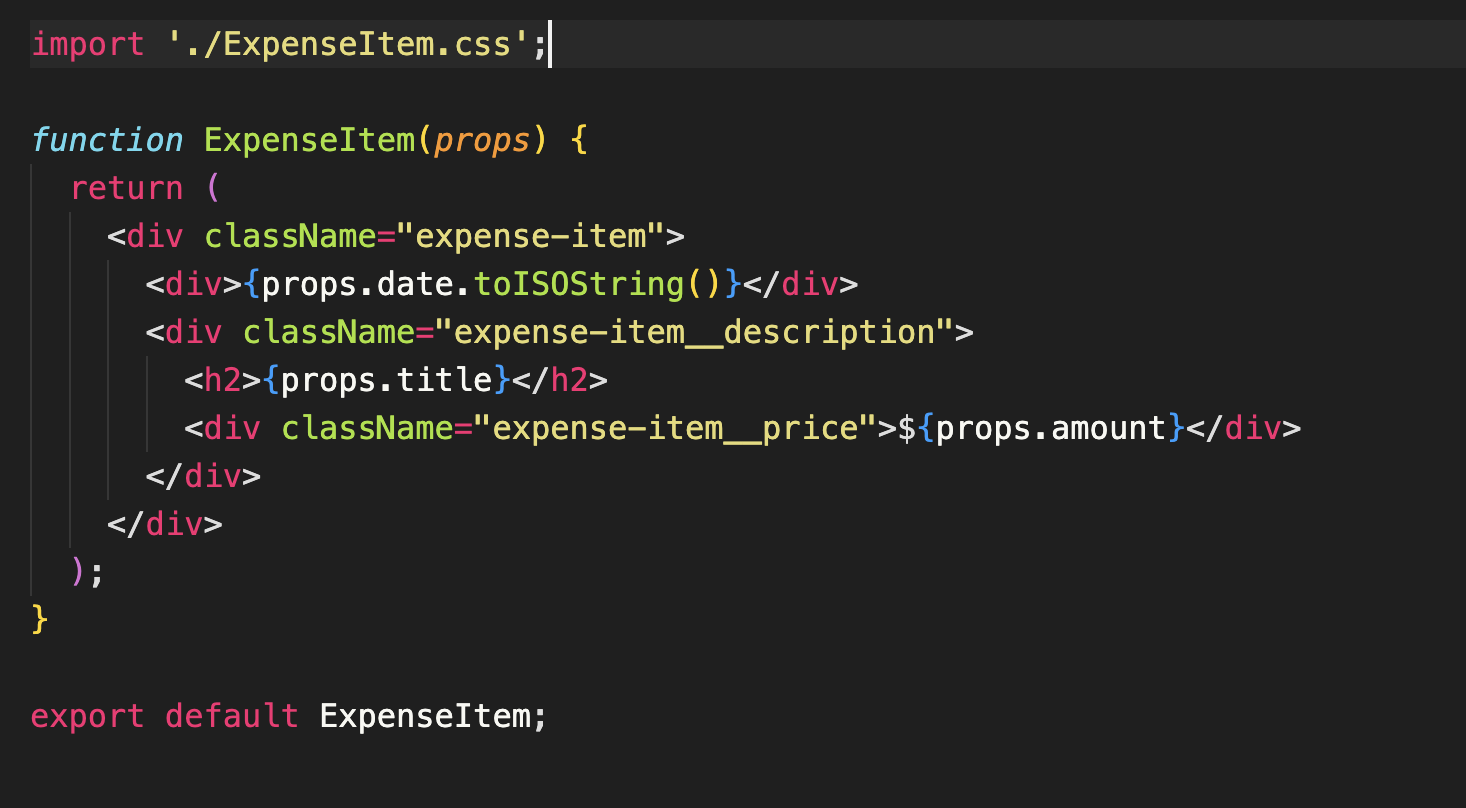 import './ExpenseItem.css';
function ExpenseItem(props) {
return (
<div className="expense-item">
<div>{props.date.toISOString()}</div>
<div className="expense-item__description">
<h2>{props.title}</h2>
<div className="expense-item__price">${props.amount}</div>
</div>
</div>
);
}
export default ExpenseItem;